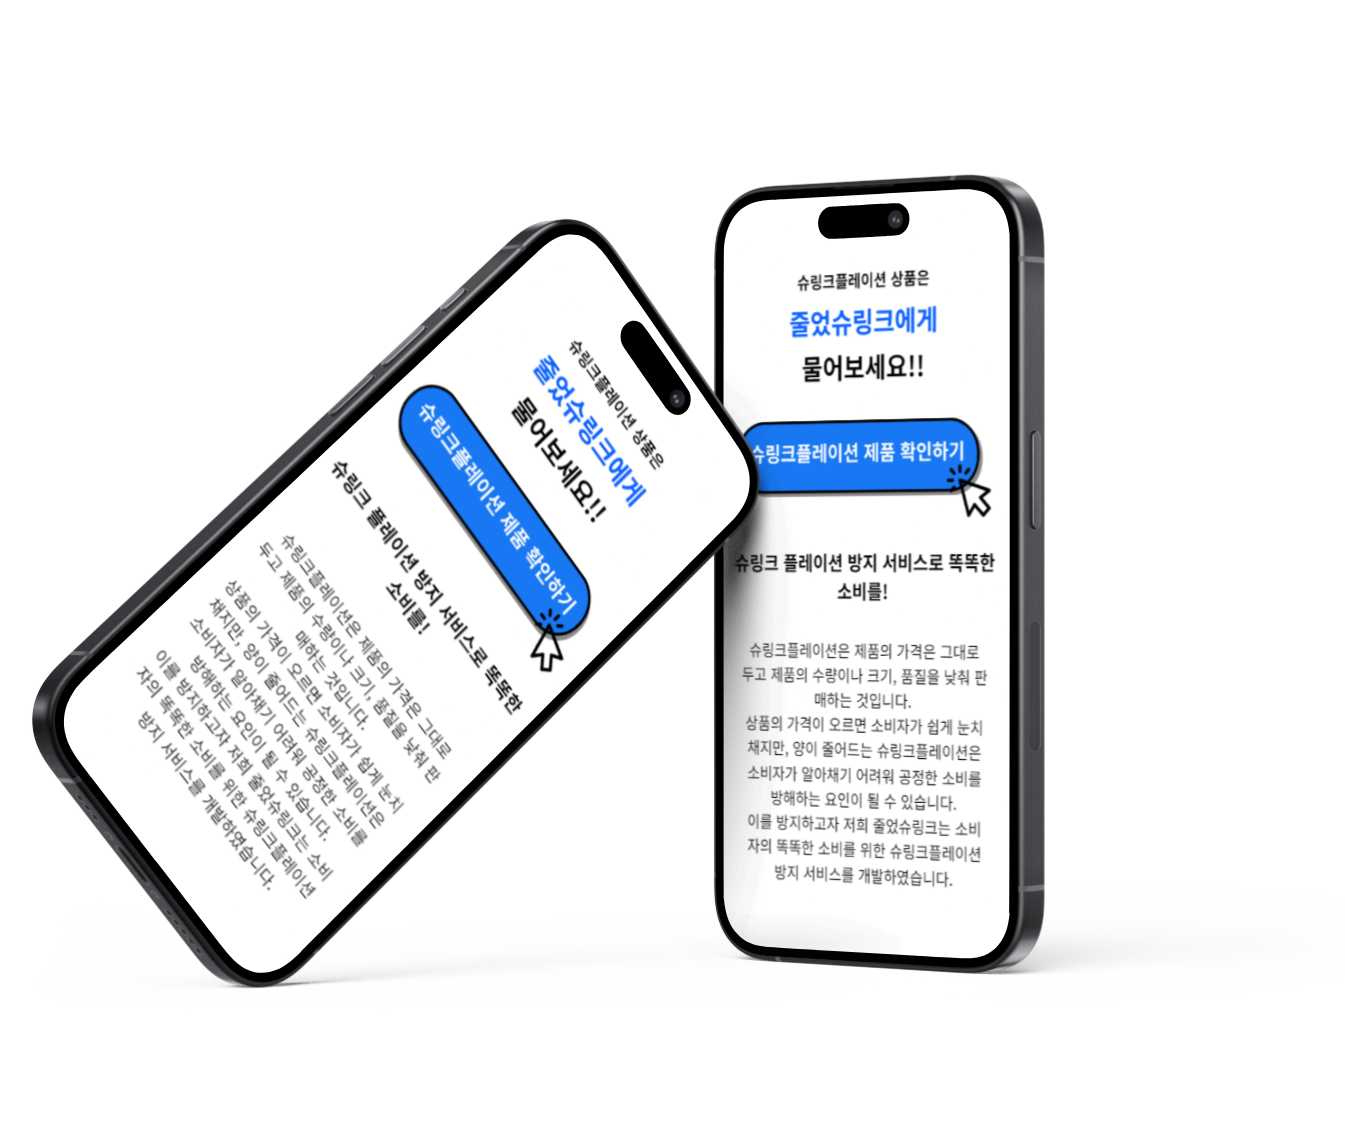 슈링크플레이션 상품은
줄었슈링크에게
물어보세요!!
슈링크플레이션 제품 확인하기
슈링크 플레이션 방지 서비스로 똑똑한
소비를!
슈링크플레이션은 제품의 가격은 그대로
두고 제품의 수량이나 크기, 품질을 낮춰 판
매하는 것입니다.
상품의 가격이 오르면 소비자가 쉽게 눈치
채지만, 양이 줄어드는 슈링크플레이션은
소비자가 알아채기 어려워 공정한 소비를
방해하는 요인이 될 수 있습니다.
이를 방지하고자 저희 줄었슈링크는 소비
자의 똑똑한 소비를 위한 슈링크플레이션
방지 서비스를 개발하였습니다.
슈링크플레이션 상품은
줄었슈링크에게
물어보세요!!
슈링크플레이션 제품 확인하기
슈링크 플레이션 방지 서비스로 똑똑한
소비를!
슈링크플레이션은 제품의 가격은 그대로
두고 제품의 수량이나 크기, 품질을 낮춰 판
매하는 것입니다.
상품의 가격이 오르면 소비자가 쉽게 눈치
채지만, 양이 줄어드는 슈링크플레이션은
소비자가 알아채기 어려워 공정한 소비를
방해하는 요인이 될 수 있습니다.
이를 방지하고자 저희 줄었슈링크는 소비
자의 똑똑한 소비를 위한 슈링크플레이션
방지 서비스를 개발하였습니다.